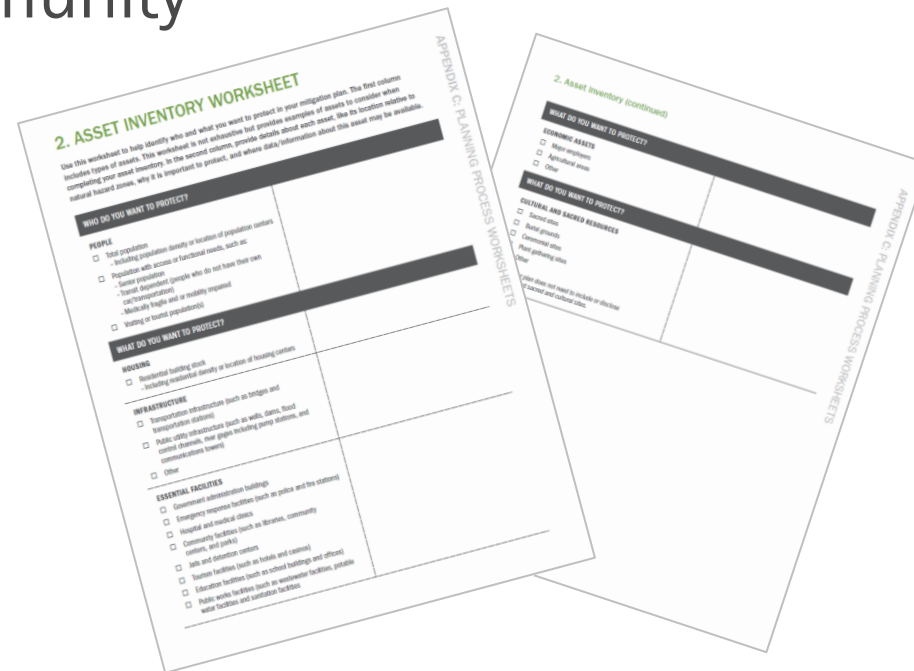 munity
2. ASSET INVENTORY WORKSHEET
Use this worksheet to help identify who and what you want to protect in your mitigation plan. The first column
includes types of assets. This worksheet is not exhaustive but provides examples of assets to consider when
completing your asset inventory. In the second column, provide details about each asset, like its location relative to
natural hazard zones, why it is important to protect, and where data/information about this asset may be available.
WHO DO YOU WANT TO PROTECT?
PEOPLE
Total population
- Including population density or location of population centers
Population with access or functional needs, such as:
- Senior population
- Transit dependent (people who do not have their own
car/transportation)
- Medically fragile and or mobility impaired
Visiting or tourist population(s)
WHAT DO YOU WANT TO PROTECT?
HOUSING
Residential building stock
- Including residential density or location of housing centers
INFRASTRUCTURE
Transportation infrastructure (such as bridges and
transportation stations)
Public utility infrastructure (such as wells, dams, flood
control channels, river gages including pump stations, and
communications towers)
Other
ESSENTIAL FACILITIES
Government administration buildings
Emergency response facilities (such as police and fire stations)
Hospital and medical clinics
Community facilities (such as libraries, community
centers, and parks)
Jails and detention centers
Tourism facilities (such as hotels and casinos)
Education facilities (such as school buildings and offices)
Public works facilities (such as wastewater facilities, potable
water facilities and sanitation facilities
APPENDIX C: PLANNING PROCESS WORKSHEETS
2. Asset Inventory (continued)
WHAT DO YOU WANT TO PROTECT?
ECONOMIC ASSETS
Major employers
Agricultural areas
Other
WHAT DO YOU WANT TO PROTECT?
CULTURAL AND SACRED RESOURCES
Sacred sites
Burial grounds
Ceremonial sites
Plant gathering sites
Other
plan does not need to include or disclose
sacred and cultural sites.
APPENDIX C: PLANNING PROCESS WORKSHEETS